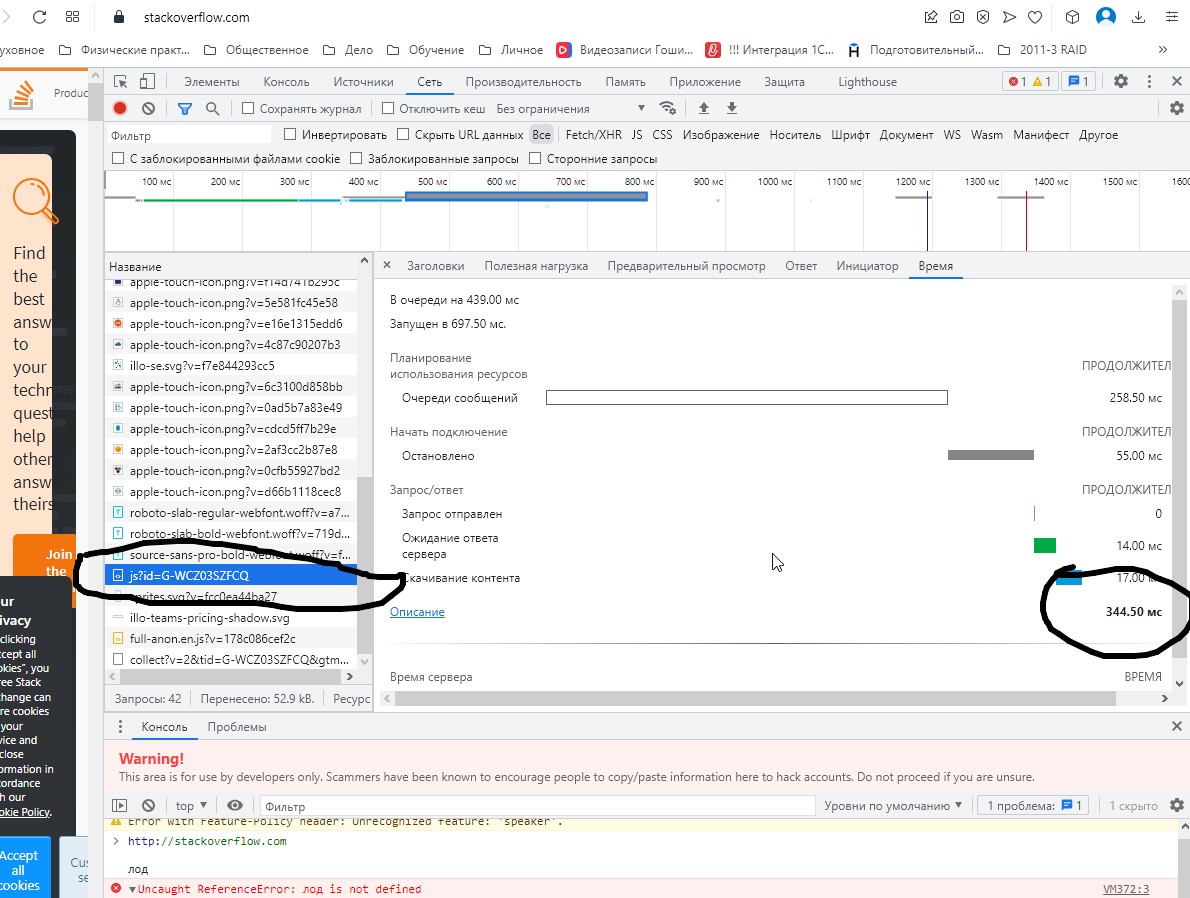 stackoverflow.com
уховное Физические практ... Общественное Дело Обучение Личное Видеозаписи Гоши... !!! Интеграция 1С... Подготовительный... 2011-3 RAID »
Produc
Элементы Консоль Источники Сеть Производительность Память Приложение Защита Lighthouse 1 1 1
Сохранять журнал Отключить кеш Без ограничения
Фильтр Инвертировать Скрыть URL данных Все Fetch/XHR JS CSS Изображение Носитель Шрифт Документ WS Wasm Манифест Другое
С заблокированными файлами cookie Заблокированные запросы Сторонние запросы
100 мс 200 мс 300 мс 400 мс 500 мс 600 мс 700 мс 800 мс 900 мс 1000 мс 1100 мс 1200 мс 1300 мс 1400 мс 1500 мс 1600
Find
the
best
answ
to
your
techn
quest
help
other
answ
theirs
Join
the
ur
ivacy
clicking
ccept all
okies", you
ree Stack
change can
re cookies
your
vice and
close
ormation in
cordance
h our
okie Policy.
Accept
all
cookies
Cus
se
Название
apple-touch-icon.png?v=f14d741b295c
apple-touch-icon.png?v=5e581fc45e58
apple-touch-icon.png?v=e16e1315edd6
apple-touch-icon.png?v=4c87c90207b3
illo-se.svg?v=f7e844293cc5
apple-touch-icon.png?v=6c3100d858bb
apple-touch-icon.png?v=0ad5b7a83e49
apple-touch-icon.png?v=cdcd5ff7b29e
apple-touch-icon.png?v=2af3cc2b87e8
apple-touch-icon.png?v=0cfb55927bd2
apple-touch-icon.png?v=d66b1118cec8
roboto-slab-regular-webfont.woff?v=a7...
roboto-slab-bold-webfont.woff?v=719d...
source-sans-pro-bold-webfont.woff?v=f...
js?id=G-WCZ03SZFCQ
sprites.svg?v=fcc0ea44ba27
illo-teams-pricing-shadow.svg
full-anon.en.js?v=178c086cef2c
collect?v=2&tid=G-WCZ03SZFCQ&gtm...
Запросы: 42 Перенесено: 52.9 kB. Ресурс
Заголовки Полезная нагрузка Предварительный просмотр Ответ Инициатор Время
В очереди на 439.00 мс
Запущен в 697.50 мс.
Планирование
использования ресурсов ПРОДОЛЖИТЕЛ
Очереди сообщений 258.50 мс
Начать подключение ПРОДОЛЖИТЕЛ
Остановлено 55.00 мс
Запрос/ответ ПРОДОЛЖИТЕЛ
Запрос отправлен 0
Ожидание ответа
сервера 14.00 мс
Скачивание контента 17.00 мс
Описание 344.50 мс
Время сервера ВРЕМЯ
Консоль Проблемы
Warning!
This area is for use by developers only. Scammers have been known to encourage people to copy/paste information here to hack accounts. Do not proceed if you are unsure.
top Фильтр Уровни по умолчанию 1 проблема: 1 1 скрыто
Error with Feature-Policy header: Unrecognized feature: 'speaker'.
> http://stackoverflow.com
лод
Uncaught ReferenceError: лод is not defined VM372:3